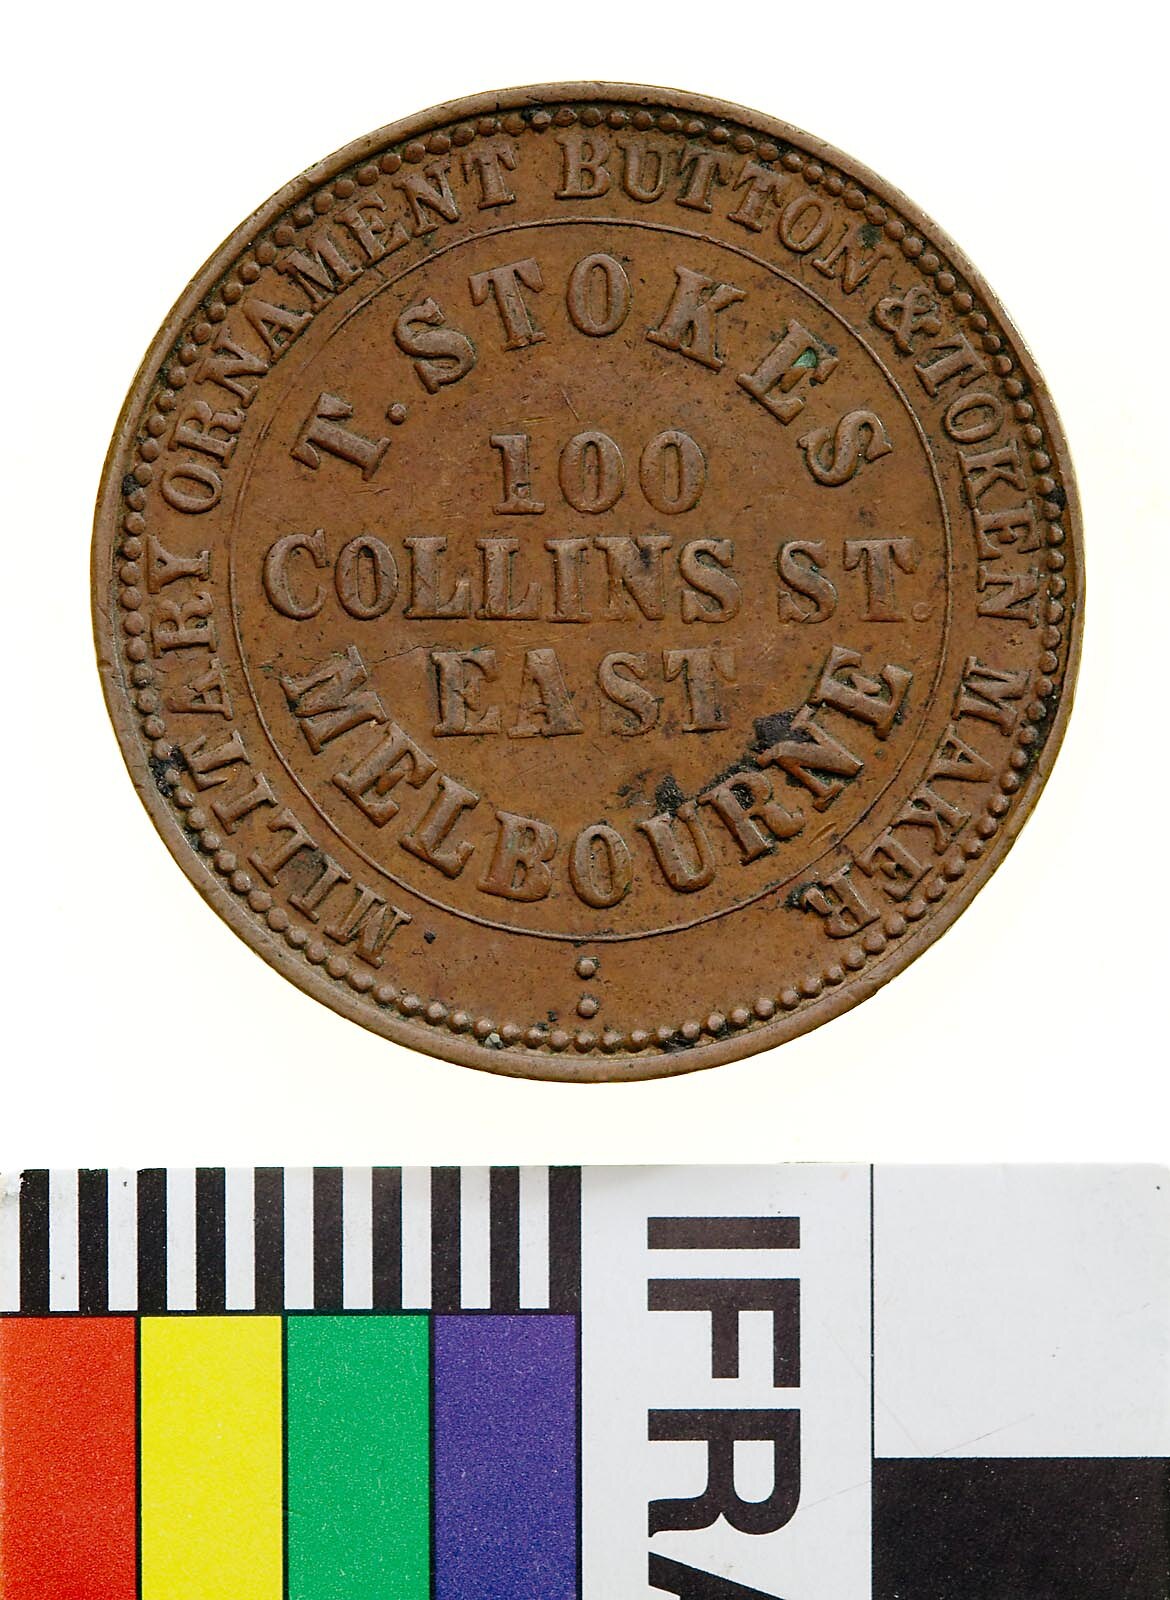 MILITARY ORNAMENT BUTTON & TOKEN MAKER
T. STOKES
100
COLLINS ST.
EAST
MELBOURNE
IFRA